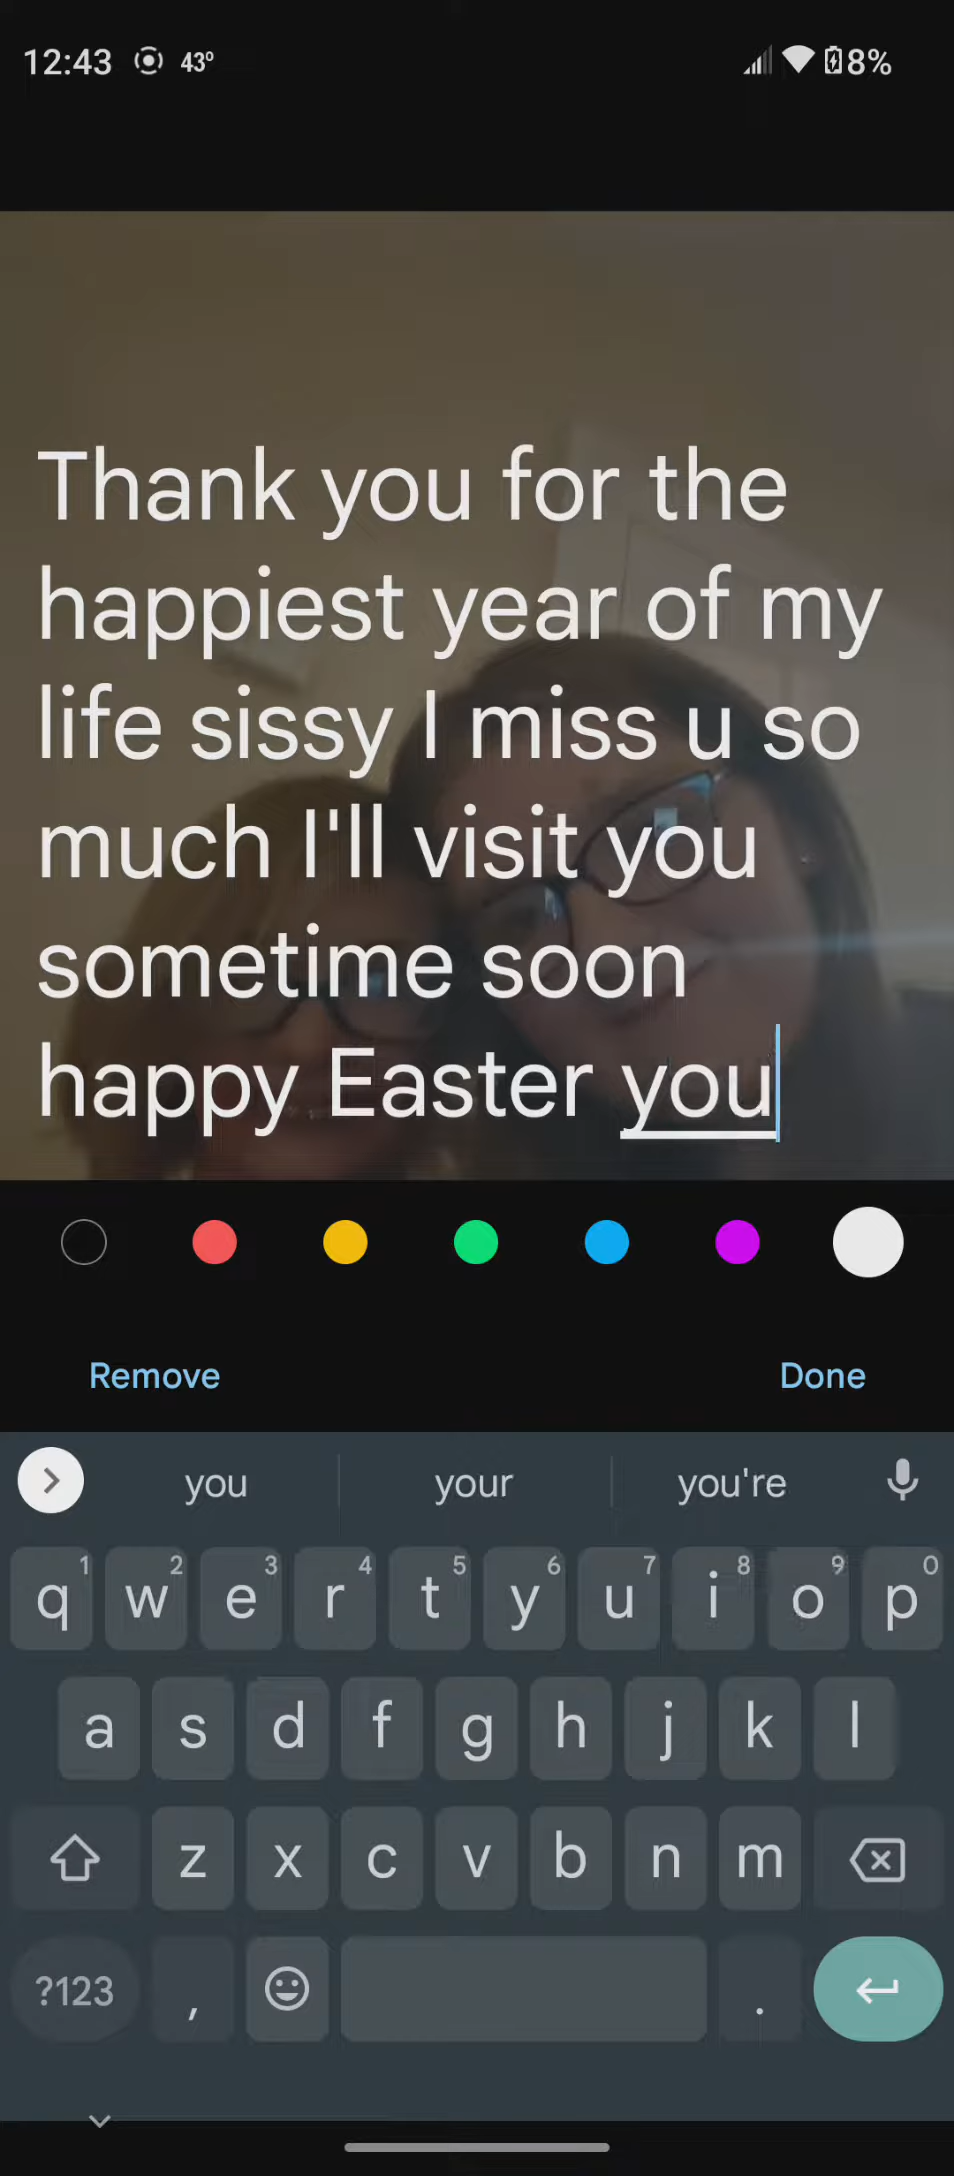 12:43 43° 8%
Thank you for the
happiest year of my
life sissy I miss u so
much I'll visit you
sometime soon
happy Easter you
Remove Done
you your you're
1 2 3 4 5 6 7 8 9 0
q w e r t y u i o p
a s d f g h j k l
z x c v b n m
?123 , .